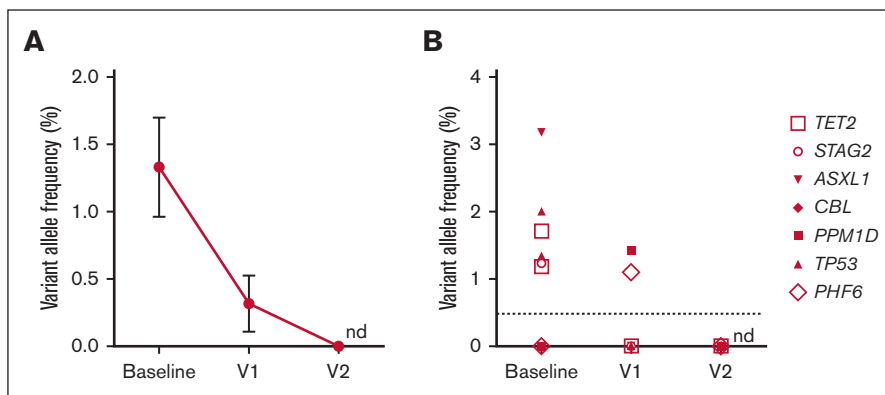 A
Variant allele frequency (%)
2.0
1.5
1.0
0.5
0.0
nd
Baseline
V1
V2
B
Variant allele frequency (%)
4
3
2
1
0
nd
Baseline
V1
V2
TET2
STAG2
ASXL1
CBL
PPM1D
TP53
PHF6